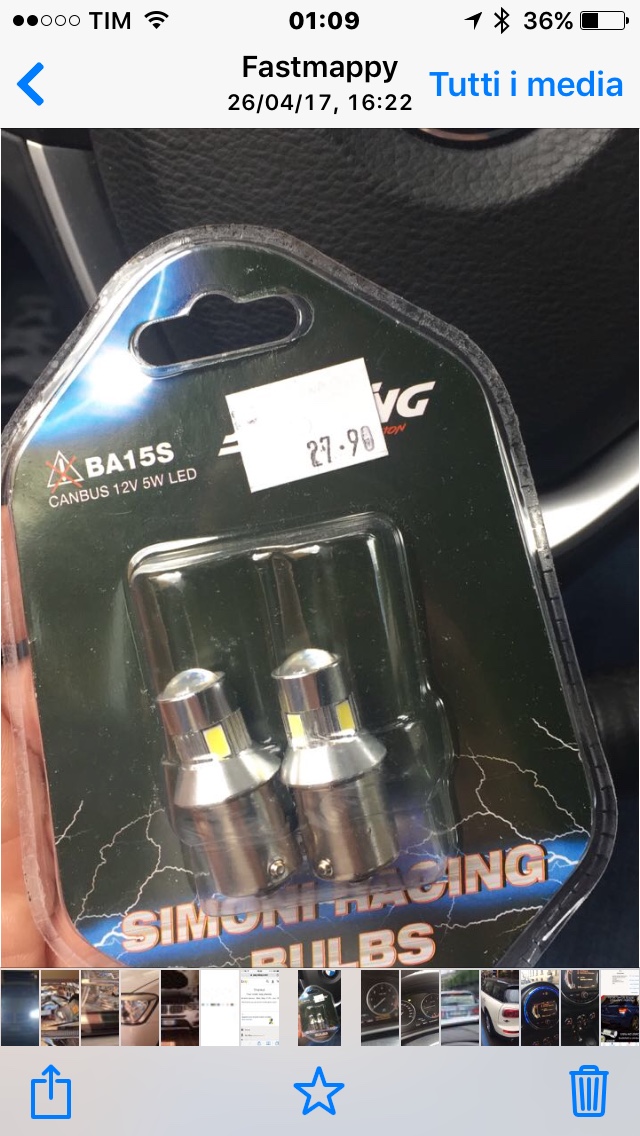 TIM
01:09
36%
Fastmappy
26/04/17, 16:22
Tutti i media
27.90
BA15S
CANBUS 12V 5W LED
SIMONI RACING
BULBS